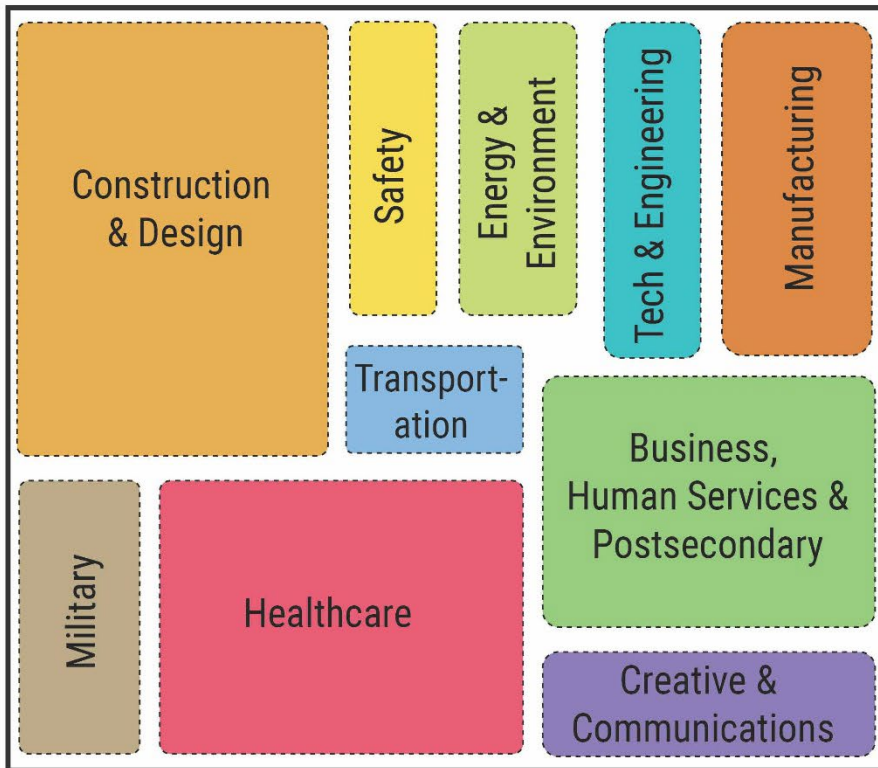 Construction
& Design
Safety
Energy &
Environment
Tech & Engineering
Manufacturing
Transport-
ation
Business,
Human Services &
Postsecondary
Military
Healthcare
Creative &
Communications